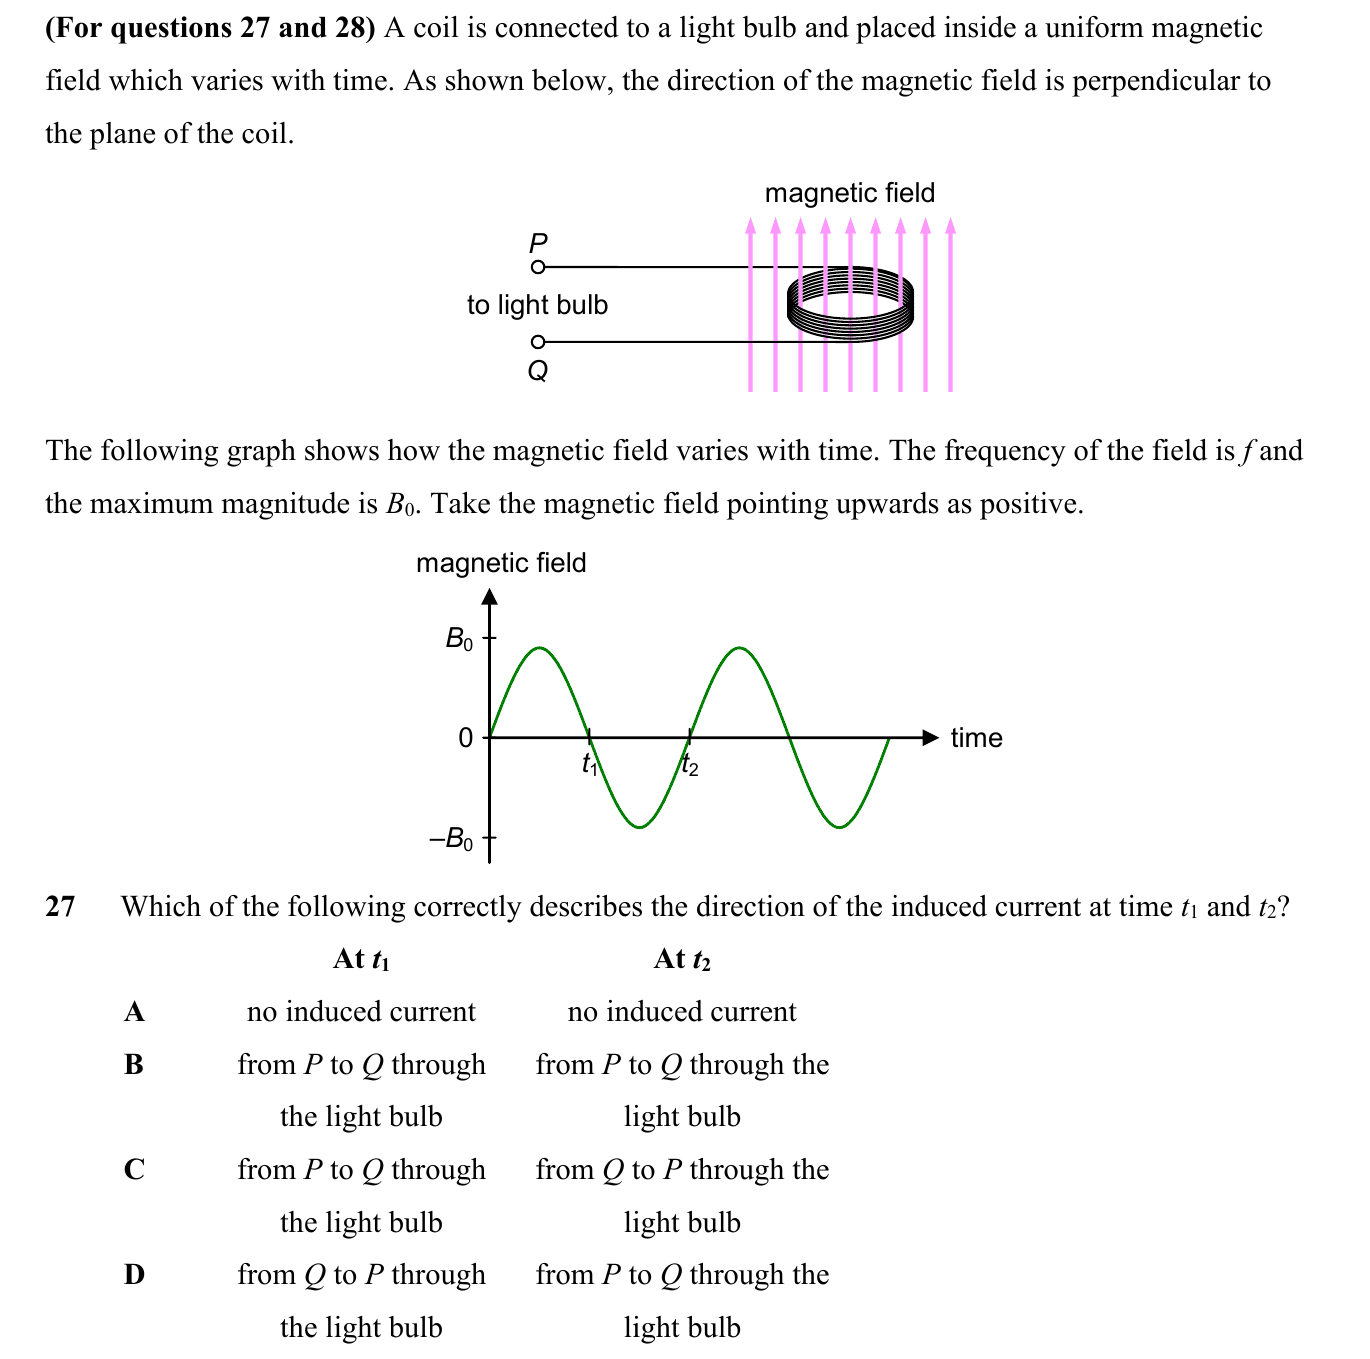 (For questions 27 and 28) A coil is connected to a light bulb and placed inside a uniform magnetic
field which varies with time. As shown below, the direction of the magnetic field is perpendicular to
the plane of the coil.
magnetic field
P
to light bulb
Q
The following graph shows how the magnetic field varies with time. The frequency of the field is f and
the maximum magnitude is B₀. Take the magnetic field pointing upwards as positive.
magnetic field
B₀
0
time
t₁
t₂
–B₀
27 Which of the following correctly describes the direction of the induced current at time t₁ and t₂?
At t₁ At t₂
A no induced current no induced current
B from P to Q through from P to Q through the
the light bulb light bulb
C from P to Q through from Q to P through the
the light bulb light bulb
D from Q to P through from P to Q through the
the light bulb light bulb